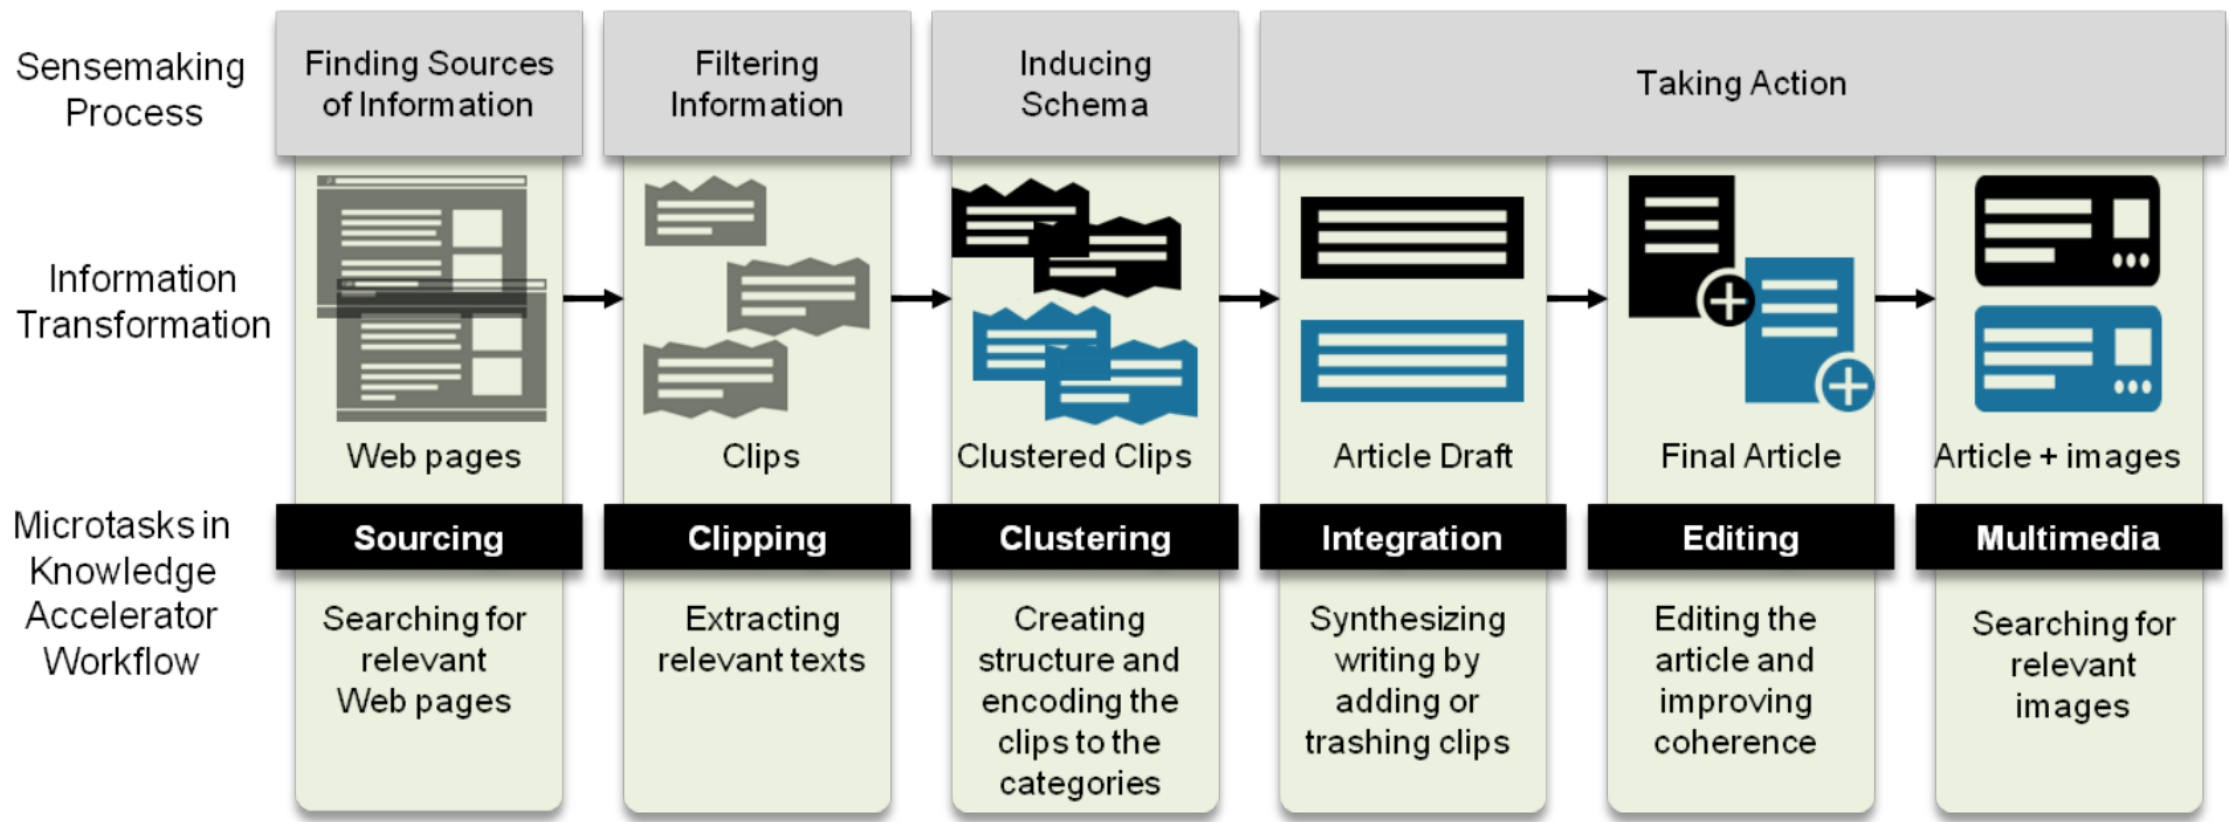 Sensemaking
Process
Finding Sources
of Information
Filtering
Information
Inducing
Schema
Taking Action
Information
Transformation
Web pages
Clips
Clustered Clips
Article Draft
Final Article
Article + images
Microtasks in
Knowledge
Accelerator
Workflow
Sourcing
Clipping
Clustering
Integration
Editing
Multimedia
Searching for
relevant
Web pages
Extracting
relevant texts
Creating
structure and
encoding the
clips to the
categories
Synthesizing
writing by
adding or
trashing clips
Editing the
article and
improving
coherence
Searching for
relevant
images